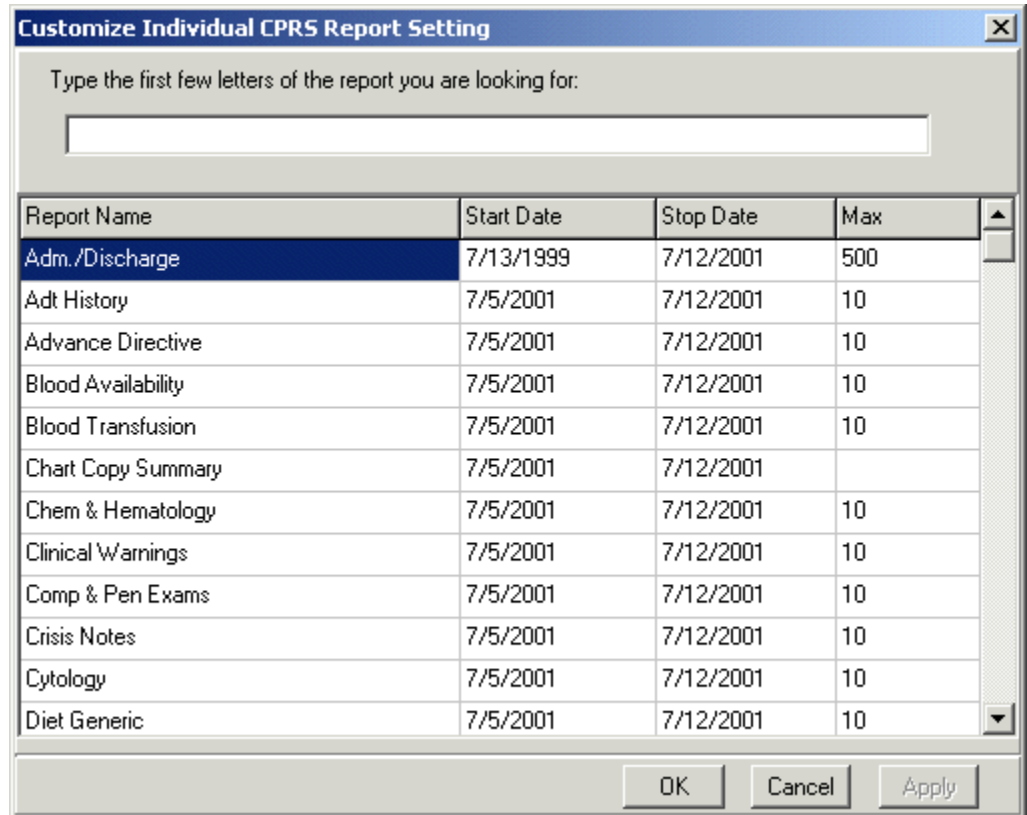 Customize Individual CPRS Report Setting
Type the first few letters of the report you are looking for:
Report Name Start Date Stop Date Max
Adm./Discharge 7/13/1999 7/12/2001 500
Adt History 7/5/2001 7/12/2001 10
Advance Directive 7/5/2001 7/12/2001 10
Blood Availability 7/5/2001 7/12/2001 10
Blood Transfusion 7/5/2001 7/12/2001 10
Chart Copy Summary 7/5/2001 7/12/2001
Chem & Hematology 7/5/2001 7/12/2001 10
Clinical Warnings 7/5/2001 7/12/2001 10
Comp & Pen Exams 7/5/2001 7/12/2001 10
Crisis Notes 7/5/2001 7/12/2001 10
Cytology 7/5/2001 7/12/2001 10
Diet Generic 7/5/2001 7/12/2001 10
OK Cancel Apply